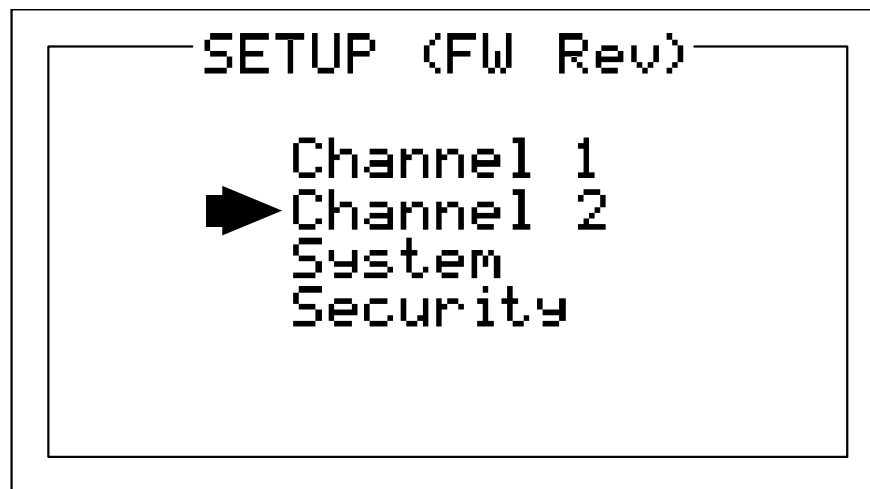 SETUP (FW Rev)
Channel 1
Channel 2
System
Security